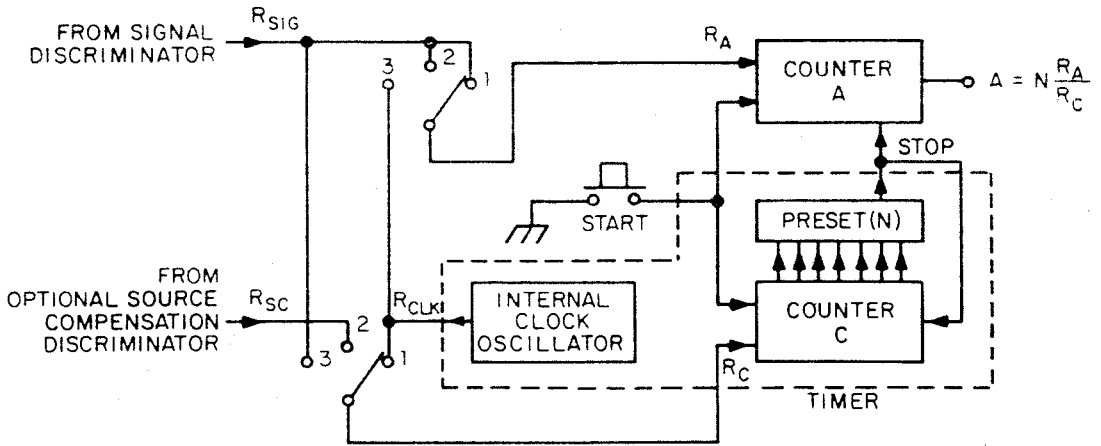 FROM SIGNAL
DISCRIMINATOR
R_SIG
2
3
1
R_A
COUNTER
A
A = N R_A / R_C
STOP
START
PRESET (N)
FROM
OPTIONAL SOURCE
COMPENSATION
DISCRIMINATOR
R_SC
2
3
1
R_CLK
INTERNAL
CLOCK
OSCILLATOR
COUNTER
C
R_C
TIMER